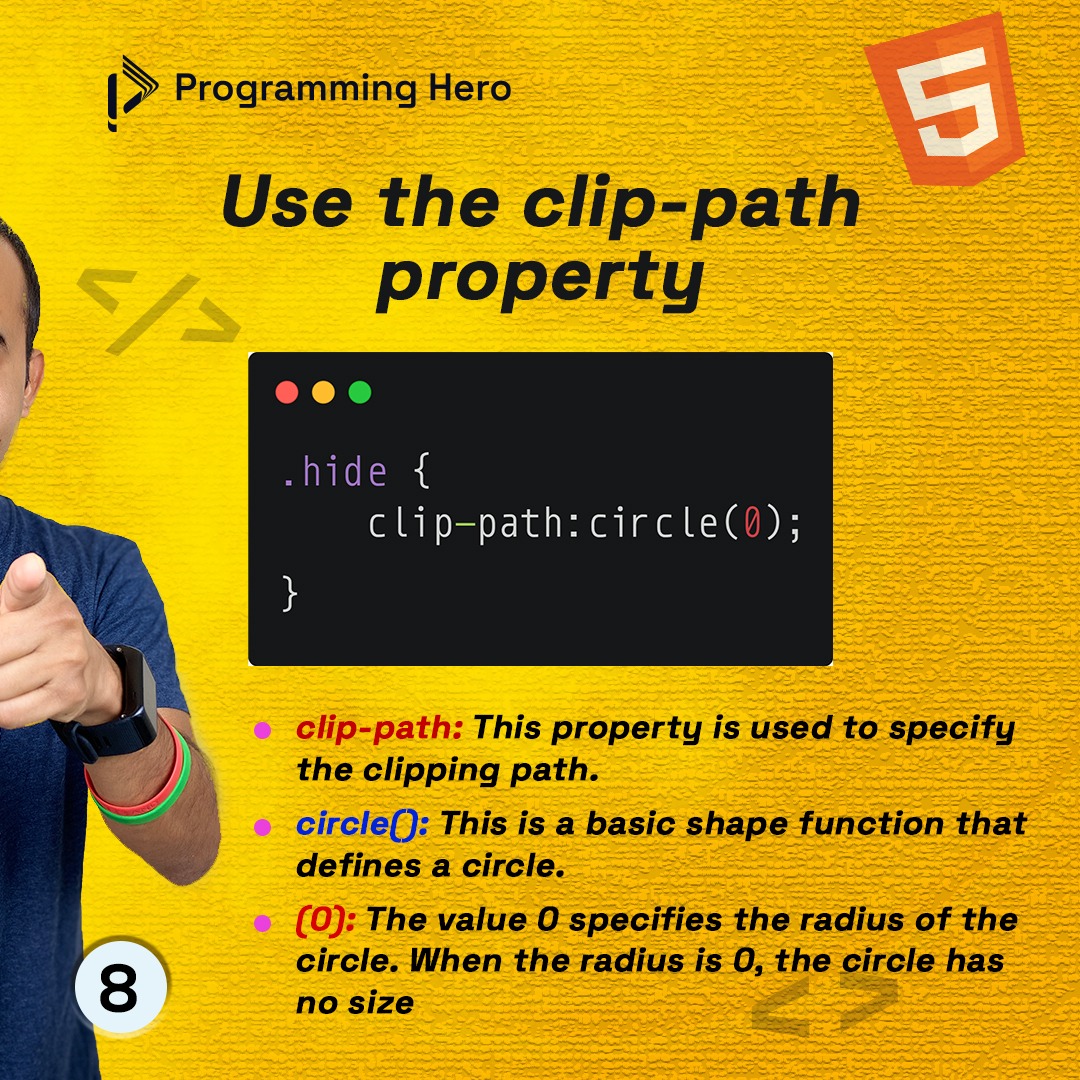 Programming Hero
5
Use the clip-path
property
</>
.hide {
clip-path:circle(0);
}
clip-path: This property is used to specify
the clipping path.
circle(): This is a basic shape function that
defines a circle.
(0): The value 0 specifies the radius of the
circle. When the radius is 0, the circle has
no size
8
< >